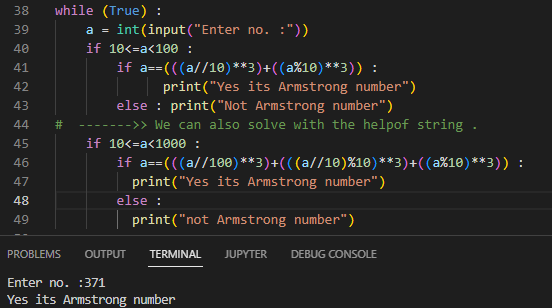 38 while (True) :
39     a = int(input("Enter no. :"))
40     if 10<=a<100 :
41         if a==(((a//10)**3)+((a%10)**3)) :
42               print("Yes its Armstrong number")
43         else : print("Not Armstrong number")
44 #  ------->> We can also solve with the helpof string .
45     if 10<=a<1000 :
46         if a==(((a//100)**3)+(((a//10)%10)**3)+((a%10)**3)) :
47           print("Yes its Armstrong number")
48         else :
49           print("not Armstrong number")
PROBLEMS OUTPUT TERMINAL JUPYTER DEBUG CONSOLE
Enter no. :371
Yes its Armstrong number